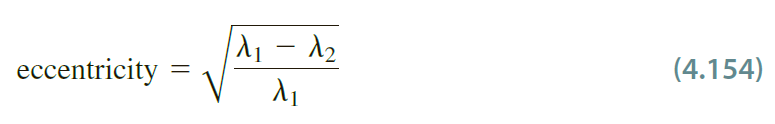 eccentricity = √((λ₁ − λ₂)/λ₁) (4.154)